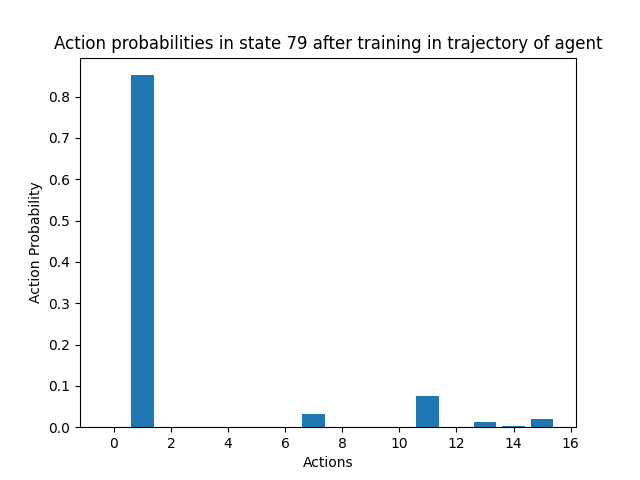 Action probabilities in state 79 after training in trajectory of agent
0.8
0.7
0.6
0.5
0.4
0.3
0.2
0.1
0.0
Action Probability
0 2 4 6 8 10 12 14 16
Actions